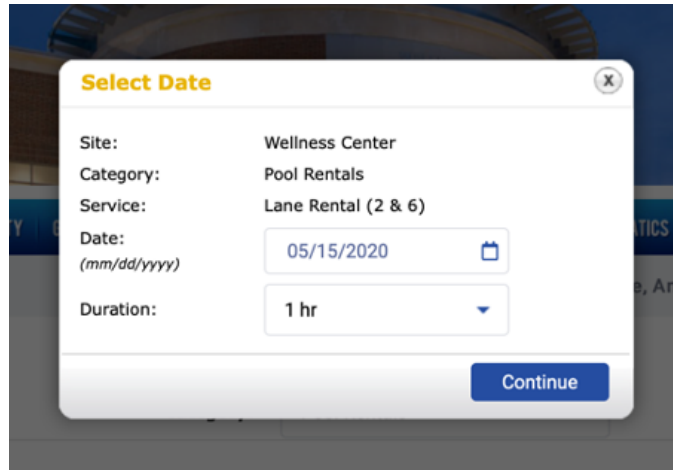 Select Date
X
Site: Wellness Center
Category: Pool Rentals
Service: Lane Rental (2 & 6)
Date: 05/15/2020
(mm/dd/yyyy)
Duration: 1 hr
Continue